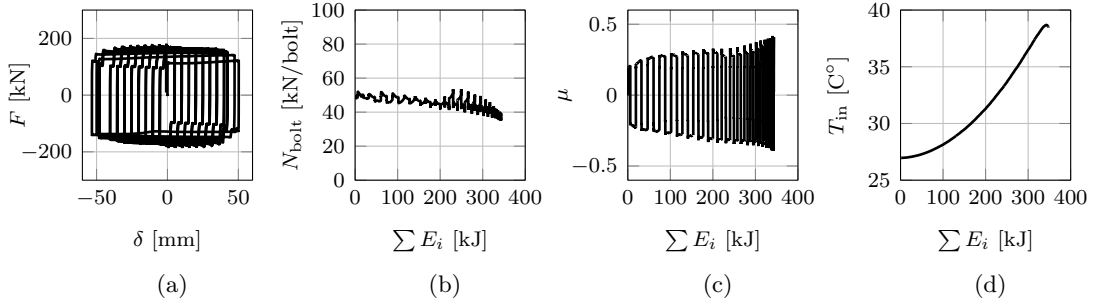 F [kN]
200
0
−200
−50 0 50
δ [mm]
(a)
N_bolt [kN/bolt]
100
80
60
40
20
0
0 100 200 300 400
∑ E_i [kJ]
(b)
μ
0.5
0
−0.5
0 100 200 300 400
∑ E_i [kJ]
(c)
T_in [C°]
40
35
30
25
0 100 200 300 400
∑ E_i [kJ]
(d)